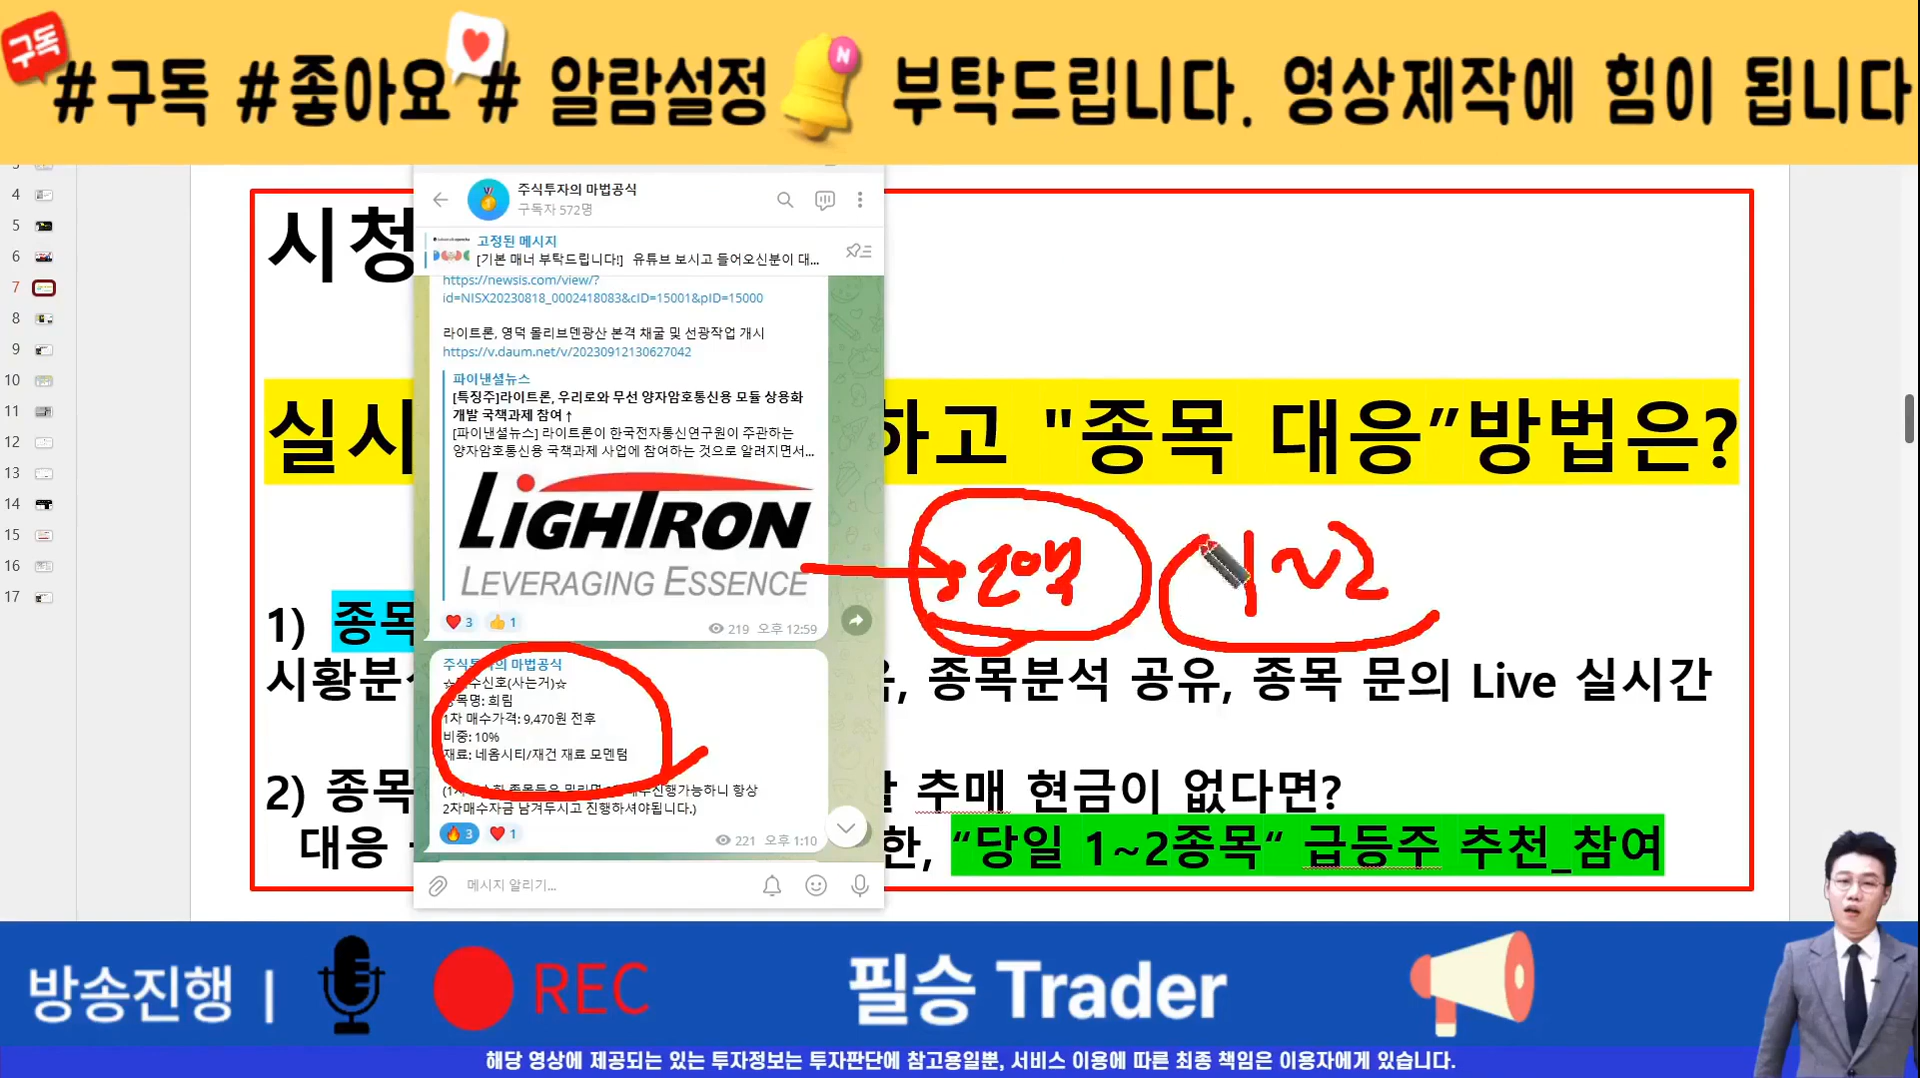 구독
#구독 #좋아요 # 알람설정 N 부탁드립니다. 영상제작에 힘이 됩니다
4
5
6
7
8
9
10
11
12
13
14
15
16
17
시청
실시
하고 "종목 대응”방법은?
1) 종목
시황분
, 종목분석 공유, 종목 문의 Live 실시간
2) 종목
추매 현금이 없다면?
대응
한, “당일 1~2종목“ 급등주 추천_참여
1~2
주식투자의 마법공식
구독자 572명
고정된 메시지
[기본 매너 부탁드립니다!] 유튜브 보시고 들어오신분이 대...
https://newsis.com/view/?
id=NISX20230818_0002418083&cID=15001&pID=15000
라이트론, 영덕 몰리브덴광산 본격 채굴 및 선광작업 개시
https://v.daum.net/v/20230912130627042
파이낸셜뉴스
[특징주]라이트론, 우리로와 무선 양자암호통신용 모듈 상용화
개발 국책과제 참여↑
[파이낸셜뉴스] 라이트론이 한국전자통신연구원이 주관하는
양자암호통신용 국책과제 사업에 참여하는 것으로 알려지면서...
LIGHTRON
LEVERAGING ESSENCE
3 1
219 오후 12:59
주식투자의 마법공식
☆매수신호(사는거)☆
종목명: 희림
1차 매수가격: 9,470원 전후
비중: 10%
재료: 네옴시티/재건 재료 모멘텀
진행가능하니 항상
2차매수자금 남겨두시고 진행하셔야됩니다.)
3 1
221 오후 1:10
메시지 알리기...
방송진행 | REC 필승 Trader
해당 영상에 제공되는 있는 투자정보는 투자판단에 참고용일뿐, 서비스 이용에 따른 최종 책임은 이용자에게 있습니다.